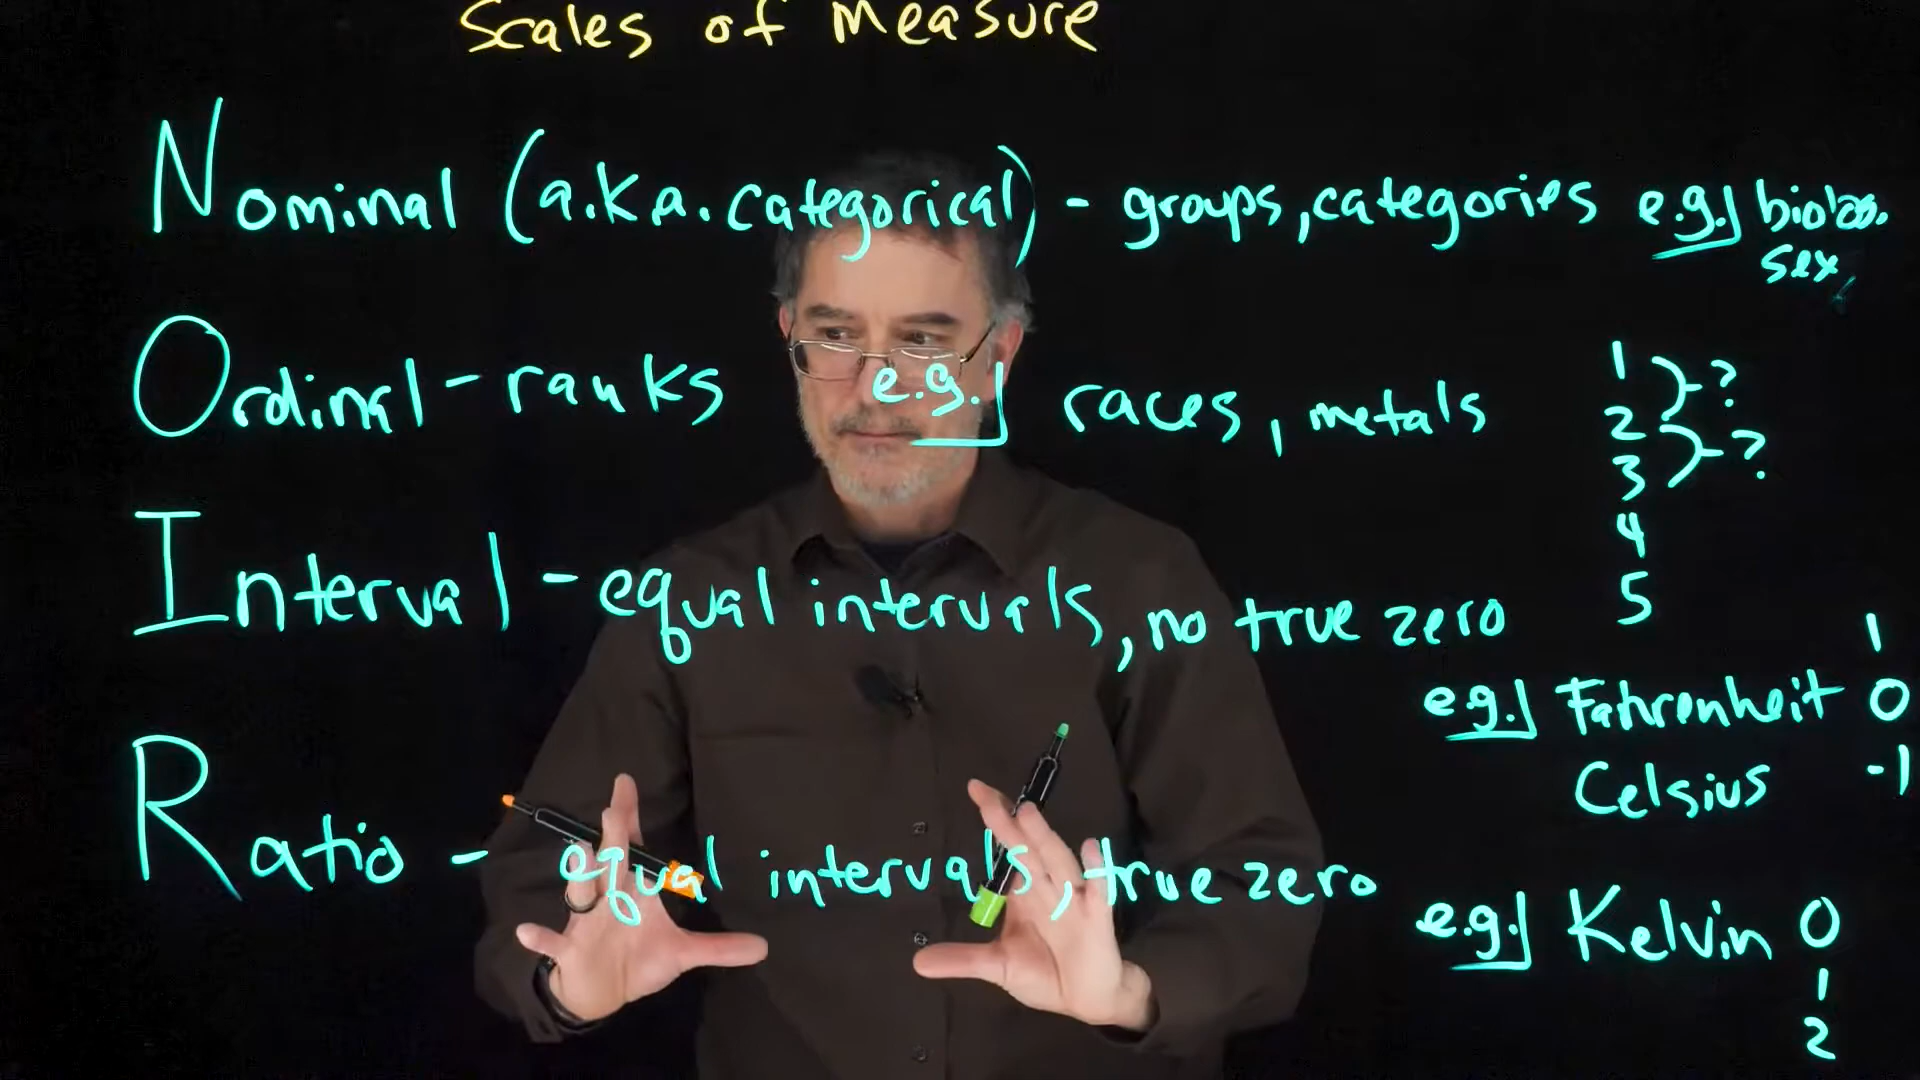 Scales of Measure
Nominal (a.k.a. categorical) - groups, categories e.g.
sex,
Ordinal - ranks e.g. races, metals
1 ?
2
3 ?
4
5
Interval - equal intervals, no true zero
1
e.g. Fahrenheit 0
Celsius -1
Ratio - equal intervals, true zero
e.g. Kelvin 0
1
2